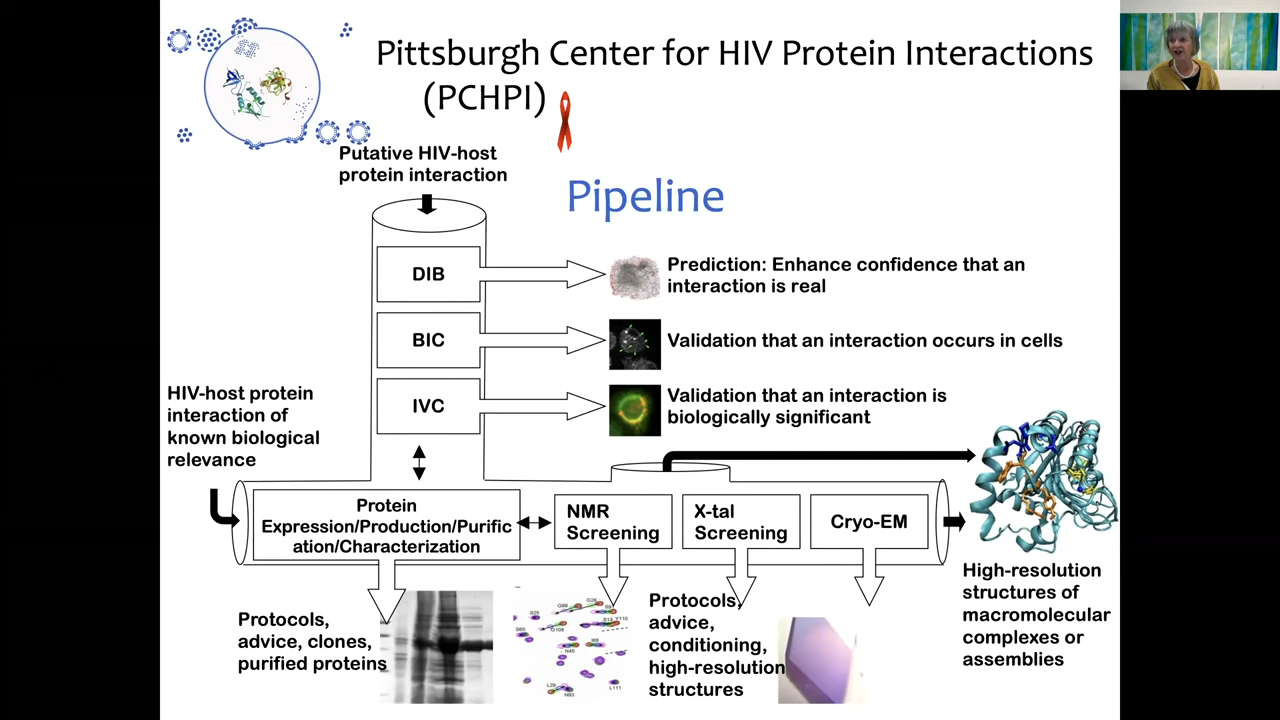 Pittsburgh Center for HIV Protein Interactions
(PCHPI)
Putative HIV-host
protein interaction
Pipeline
DIB
Prediction: Enhance confidence that an
interaction is real
BIC
Validation that an interaction occurs in cells
IVC
Validation that an interaction is
biologically significant
HIV-host protein
interaction of
known biological
relevance
Protein
Expression/Production/Purific
ation/Characterization
NMR
Screening
X-tal
Screening
Cryo-EM
High-resolution
structures of
macromolecular
complexes or
assemblies
Protocols,
advice, clones,
purified proteins
Protocols,
advice,
conditioning,
high-resolution
structures